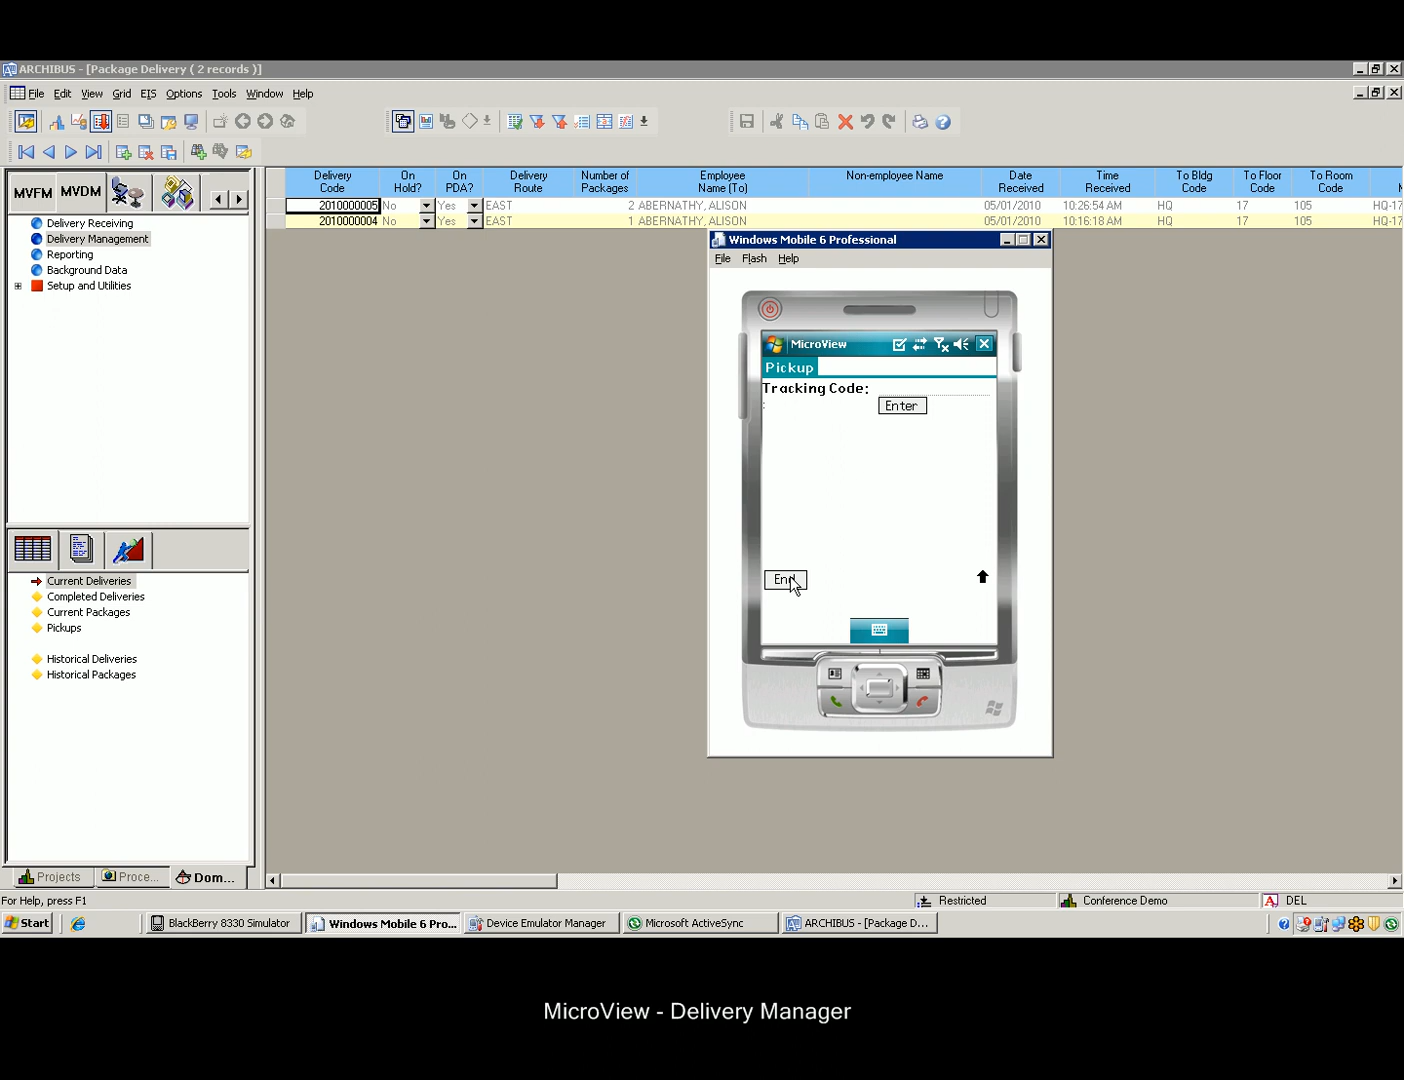 ARCHIBUS - [Package Delivery ( 2 records )]
File Edit View Grid EIS Options Tools Window Help
MVFM MVDM
Delivery Receiving
Delivery Management
Reporting
Background Data
Setup and Utilities
Current Deliveries
Completed Deliveries
Current Packages
Pickups
Historical Deliveries
Historical Packages
Projects Proce... Dom...
Delivery Code On Hold? On PDA? Delivery Route Number of Packages Employee Name (To) Non-employee Name Date Received Time Received To Bldg Code To Floor Code To Room Code
2010000005 No Yes EAST 2 ABERNATHY, ALISON 05/01/2010 10:26:54 AM HQ 17 105 HQ-17
2010000004 No Yes EAST 1 ABERNATHY, ALISON 05/01/2010 10:16:18 AM HQ 17 105 HQ-17
Windows Mobile 6 Professional
File Flash Help
MicroView
Pickup
Tracking Code:
:
Enter
End
For Help, press F1 Restricted Conference Demo A DEL
Start BlackBerry 8330 Simulator Windows Mobile 6 Pro... Device Emulator Manager Microsoft ActiveSync ARCHIBUS - [Package D...
MicroView - Delivery Manager